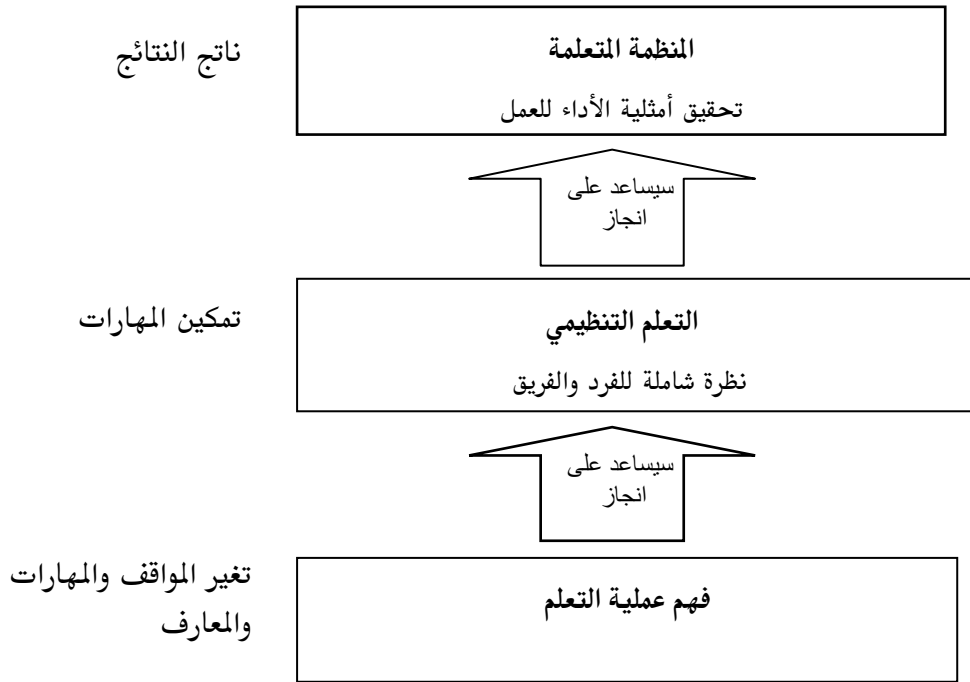 المنظمة المتعلمة
ناتج النتائج
تحقيق أمثلية الأداء للعمل
سيساعد على
انجاز
التعلم التنظيمي
تمكين المهارات
نظرة شاملة للفرد والفريق
سيساعد على
انجاز
فهم عملية التعلم
تغير المواقف والمهارات
والمعارف